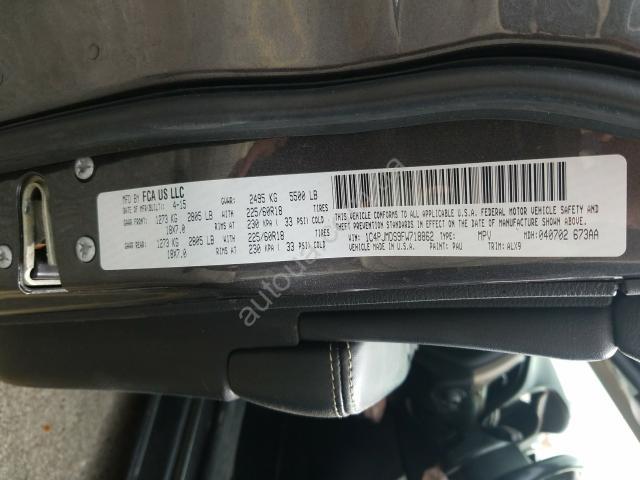 MFD BY FCA US LLC GVWR: 2495 KG 5500 LB
DATE OF MFR/BUILT: 4-15
GAWR FRONT: 1273 KG 2805 LB WITH 225/60R18 TIRES
18X7.0 RIMS AT 230 KPA ( 33 PSI) COLD
GAWR REAR: 1273 KG 2805 LB WITH 225/60R18 TIRES
18X7.0 RIMS AT 230 KPA ( 33 PSI) COLD
THIS VEHICLE CONFORMS TO ALL APPLICABLE U.S.A. FEDERAL MOTOR VEHICLE SAFETY AND
THEFT PREVENTION STANDARDS IN EFFECT ON THE DATE OF MANUFACTURE SHOWN ABOVE.
VIN: 1C4PJMDS9FW718862 TYPE: MPV MDH: 040702 673AA
VEHICLE MADE IN U.S.A. PAINT: PAU TRIM: ALX9